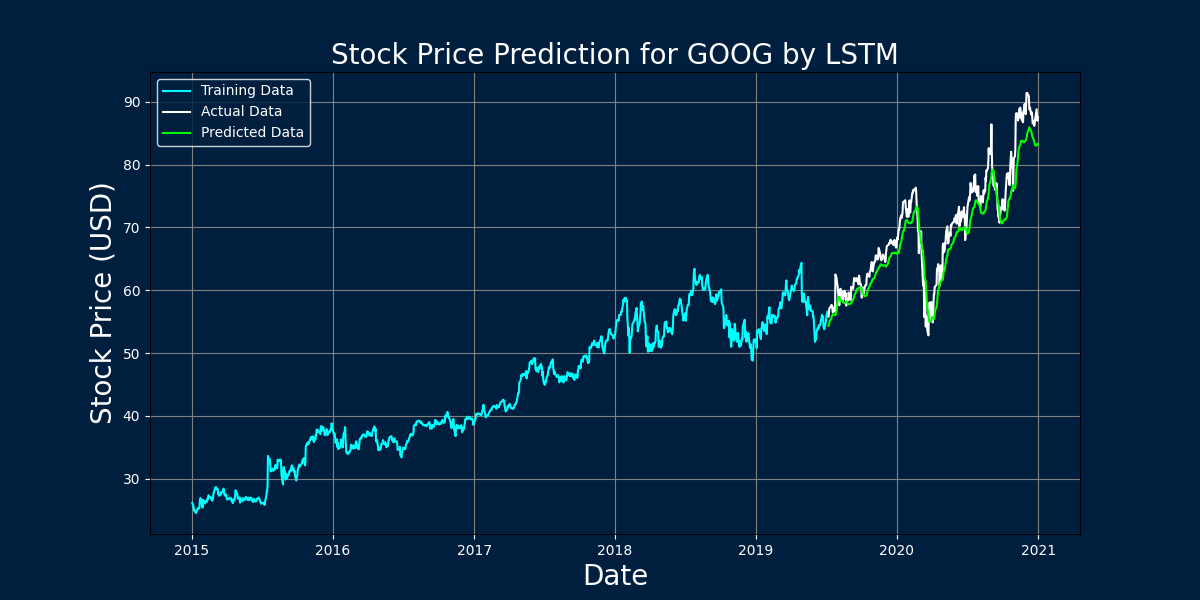 Stock Price Prediction for GOOG by LSTM
Training Data
Actual Data
Predicted Data
Stock Price (USD)
90
80
70
60
50
40
30
2015 2016 2017 2018 2019 2020 2021
Date